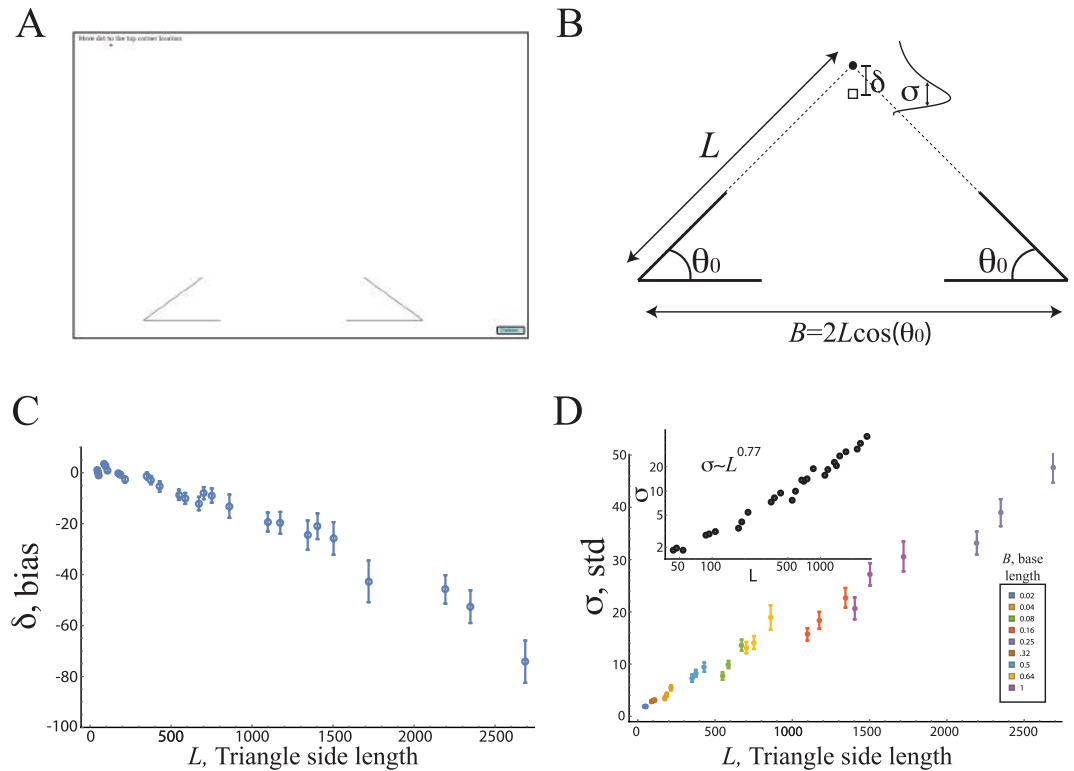 A
Move dot to the top corner location
B
δ
σ
L
θ0
θ0
B=2Lcos(θ0)
C
δ, bias
0
-20
-40
-60
-80
-100
0
500
1000
1500
2000
2500
L, Triangle side length
D
σ, std
50
40
30
20
10
0
σ~L^0.77
σ
20
10
5
2
50
100
500
1000
L
B, base
length
0.02
0.04
0.08
0.16
0.25
.32
0.5
0.64
1
0
500
1000
1500
2000
2500
L, Triangle side length